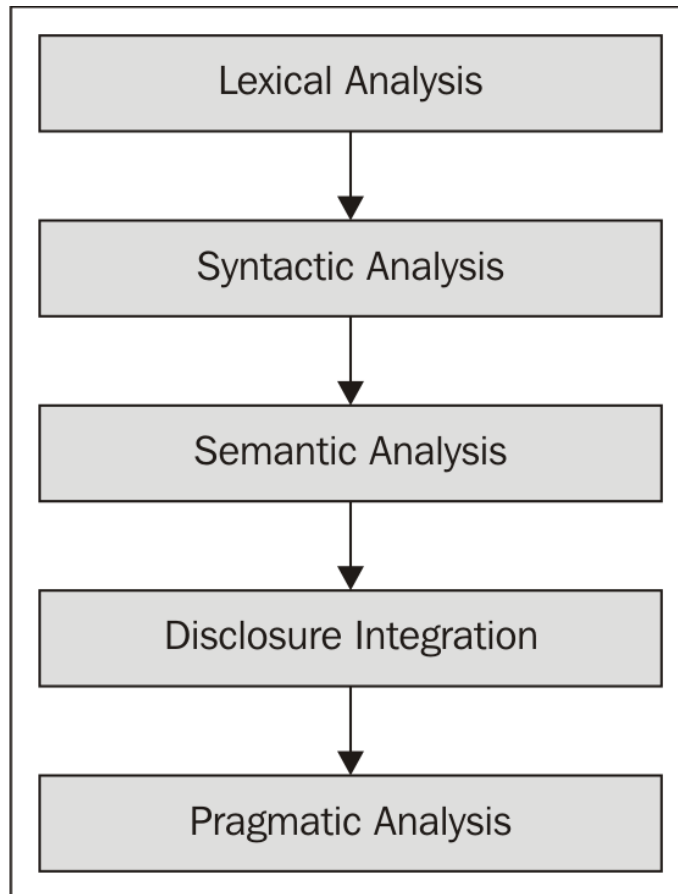 Lexical Analysis
Syntactic Analysis
Semantic Analysis
Disclosure Integration
Pragmatic Analysis